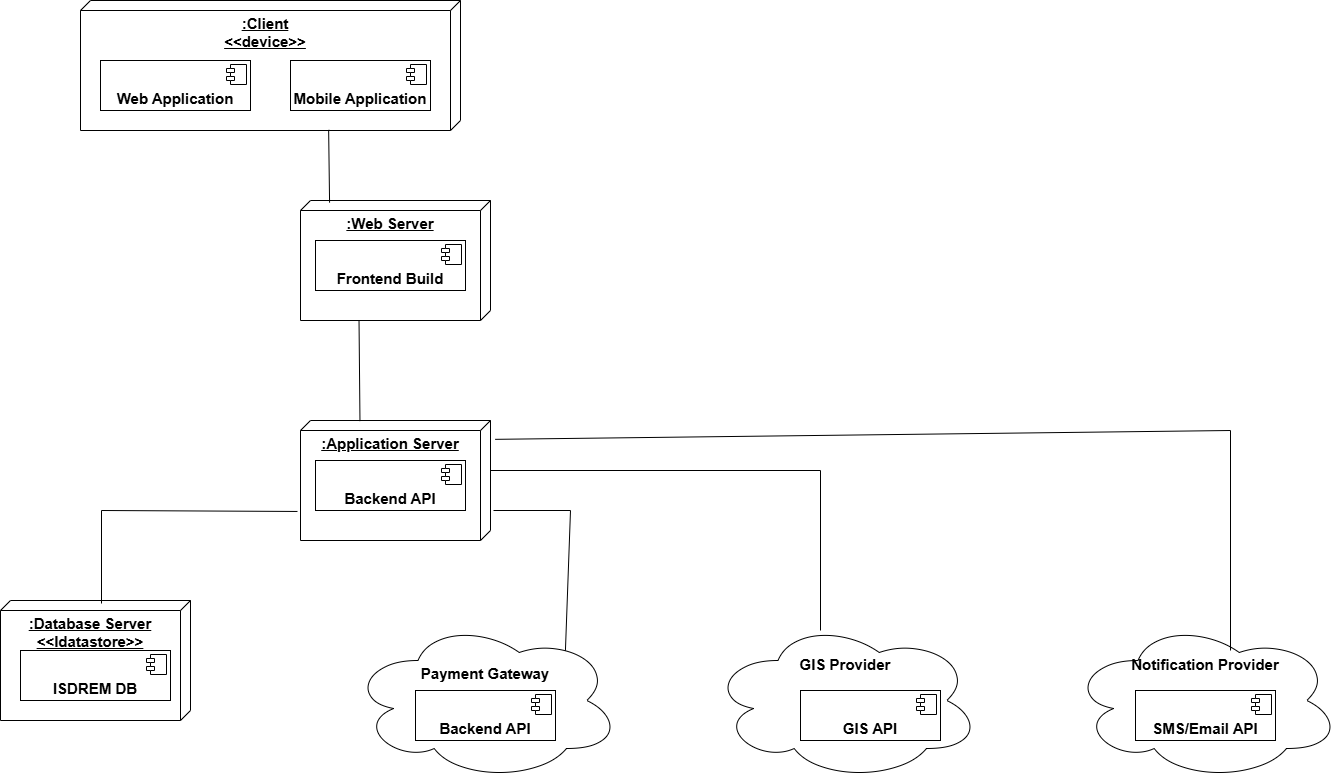 :Client
<<device>>
Web Application
Mobile Application
:Web Server
Frontend Build
:Application Server
Backend API
:Database Server
<<ldatastore>>
ISDREM DB
Payment Gateway
Backend API
GIS Provider
GIS API
Notification Provider
SMS/Email API